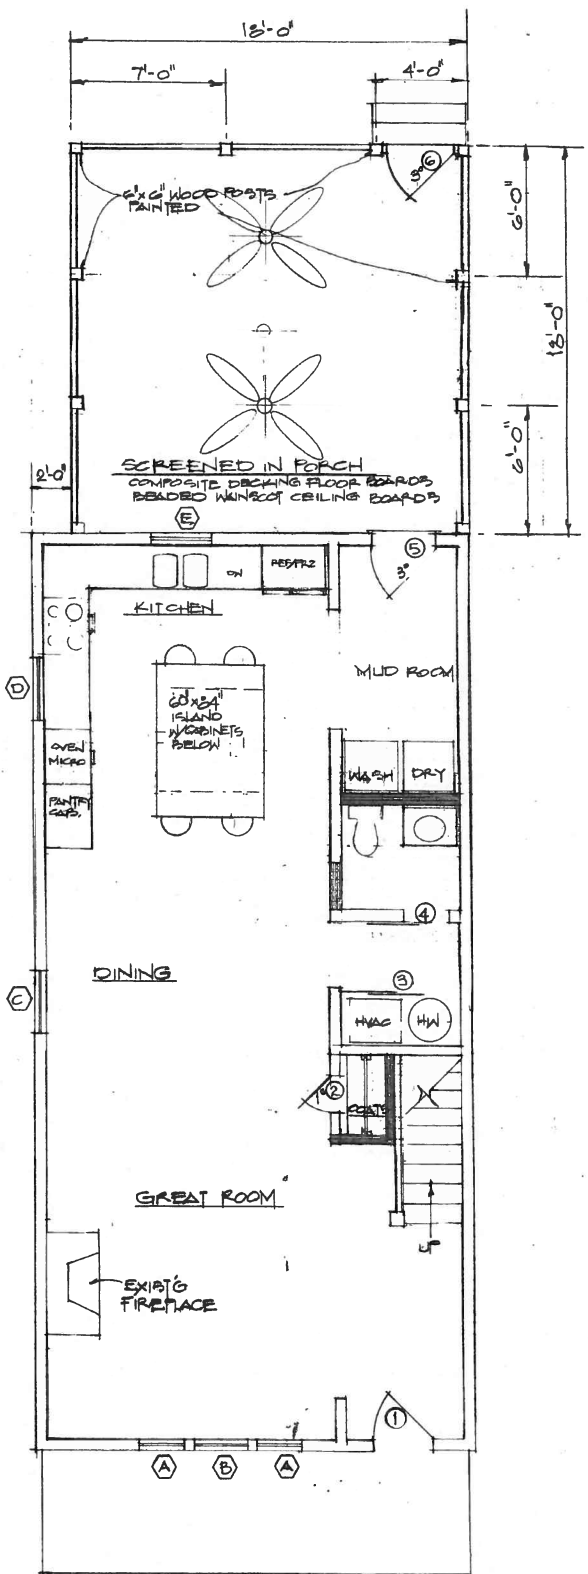 18'-0"
7'-0"
4'-0"
6
3°
6"x6" WOOD POSTS
PAINTED
6'-0"
18'-0"
6'-0"
2'-0"
SCREENED IN PORCH
COMPOSITE DECKING FLOOR BOARDS
BEADED WAINSCOT CEILING BOARDS
E
5
3°
REF/FRZ
DW
KITCHEN
MUD ROOM
D
60"x84"
ISLAND
W/CABINETS
BELOW
OVEN
MICRO
WASH
DRY
PANTRY
CAB.
4
DINING
3
C
HVAC
HW
2
COATS
GREAT ROOM
UP
EXIST'G
FIREPLACE
1
A
B
A